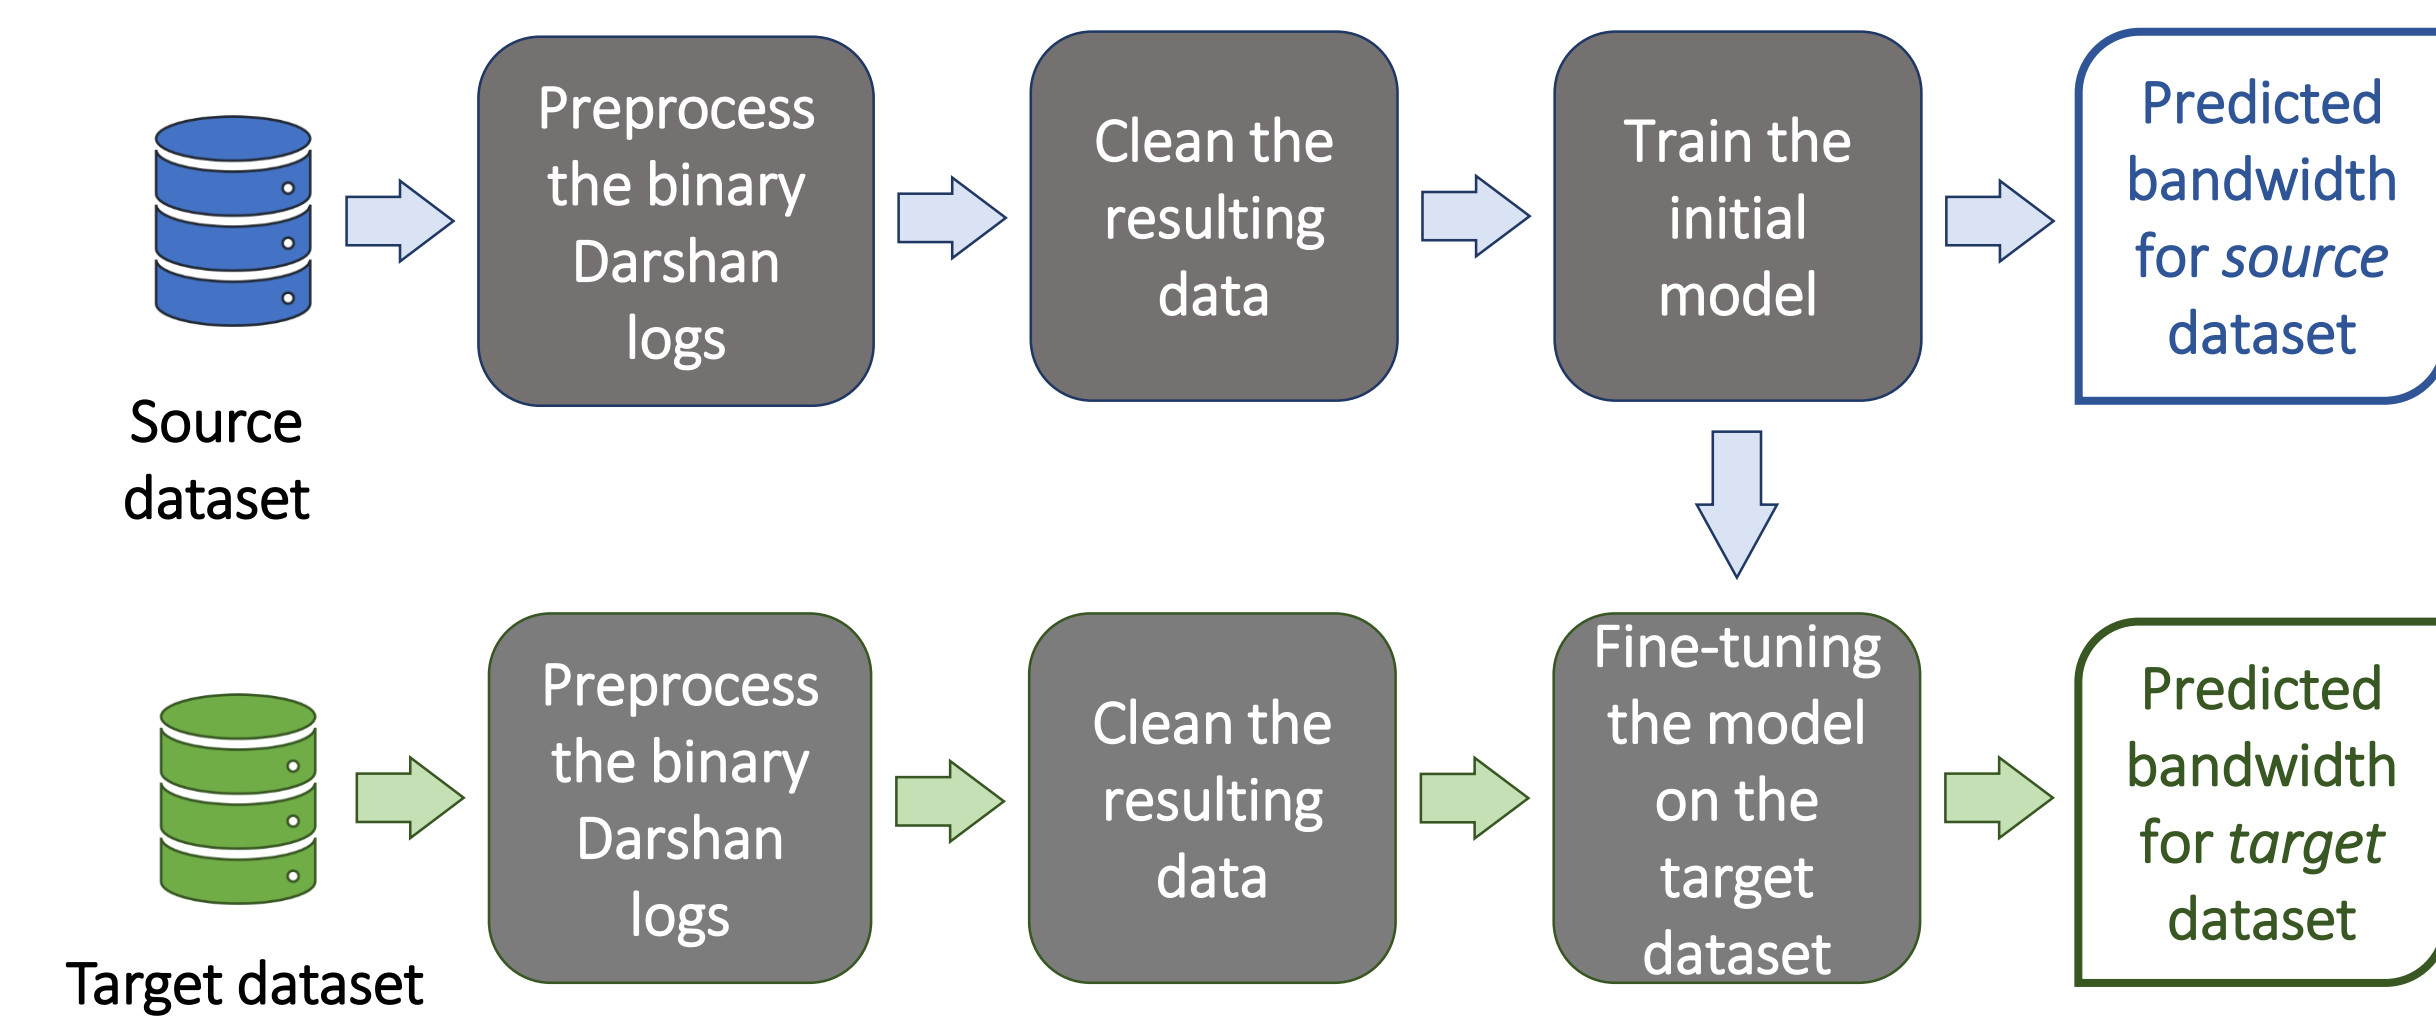 Source
dataset
Preprocess
the binary
Darshan
logs
Clean the
resulting
data
Train the
initial
model
Predicted
bandwidth
for source
dataset
Target dataset
Preprocess
the binary
Darshan
logs
Clean the
resulting
data
Fine-tuning
the model
on the
target
dataset
Predicted
bandwidth
for target
dataset